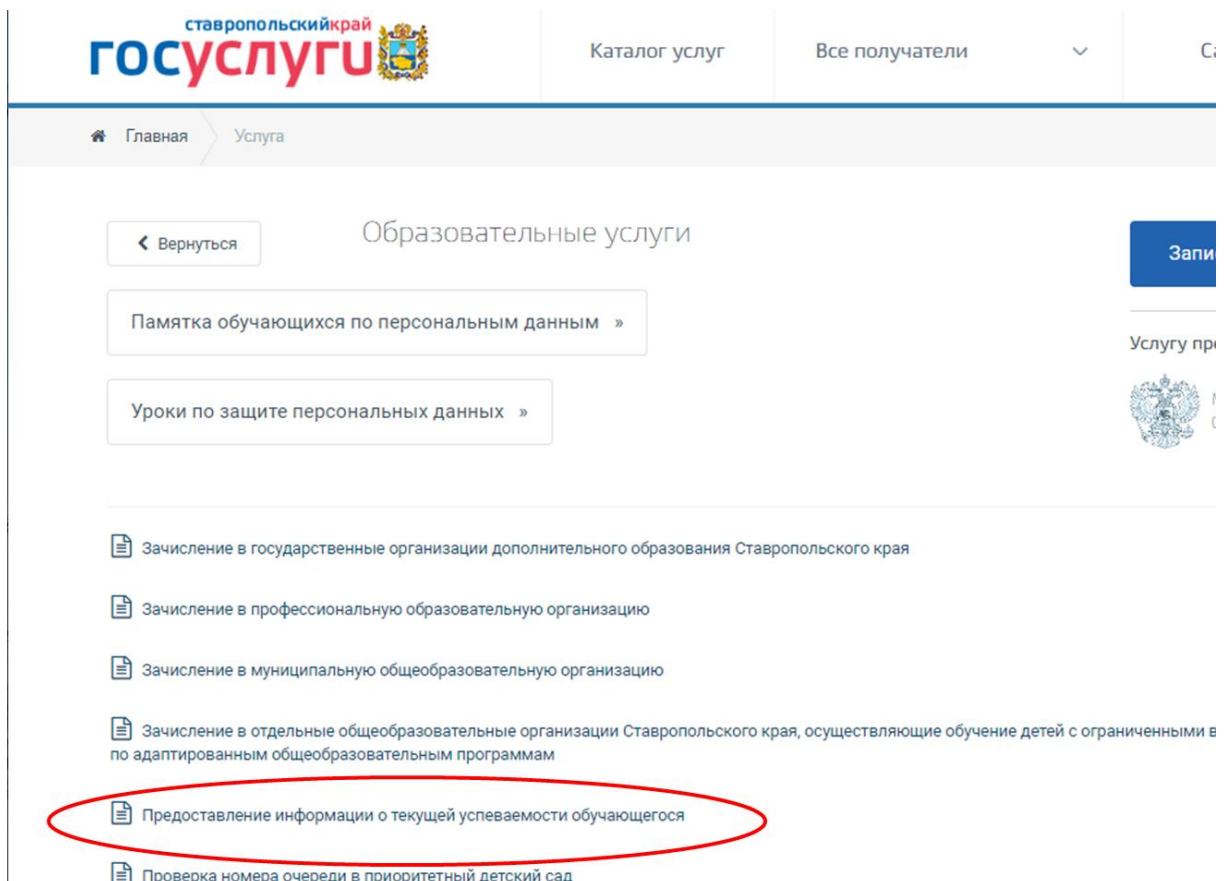 ставропольскийкрай
госуслуги
Каталог услуг
Все получатели
Главная
Услуга
Вернуться
Образовательные услуги
Памятка обучающихся по персональным данным »
Уроки по защите персональных данных »
Услугу
Зачисление в государственные организации дополнительного образования Ставропольского края
Зачисление в профессиональную образовательную организацию
Зачисление в муниципальную общеобразовательную организацию
Зачисление в отдельные общеобразовательные организации Ставропольского края, осуществляющие обучение детей с ограниченными
по адаптированным общеобразовательным программам
Предоставление информации о текущей успеваемости обучающегося
Проверка номера очереди в приоритетный детский сад